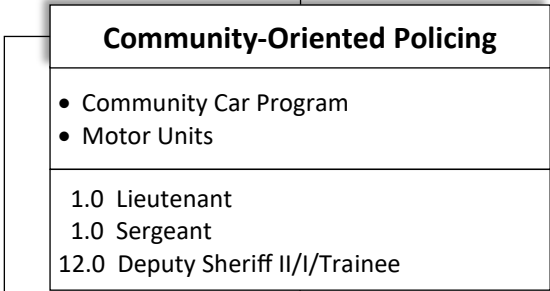 Community-Oriented Policing
• Community Car Program
• Motor Units
1.0 Lieutenant
1.0 Sergeant
12.0 Deputy Sheriff II/I/Trainee